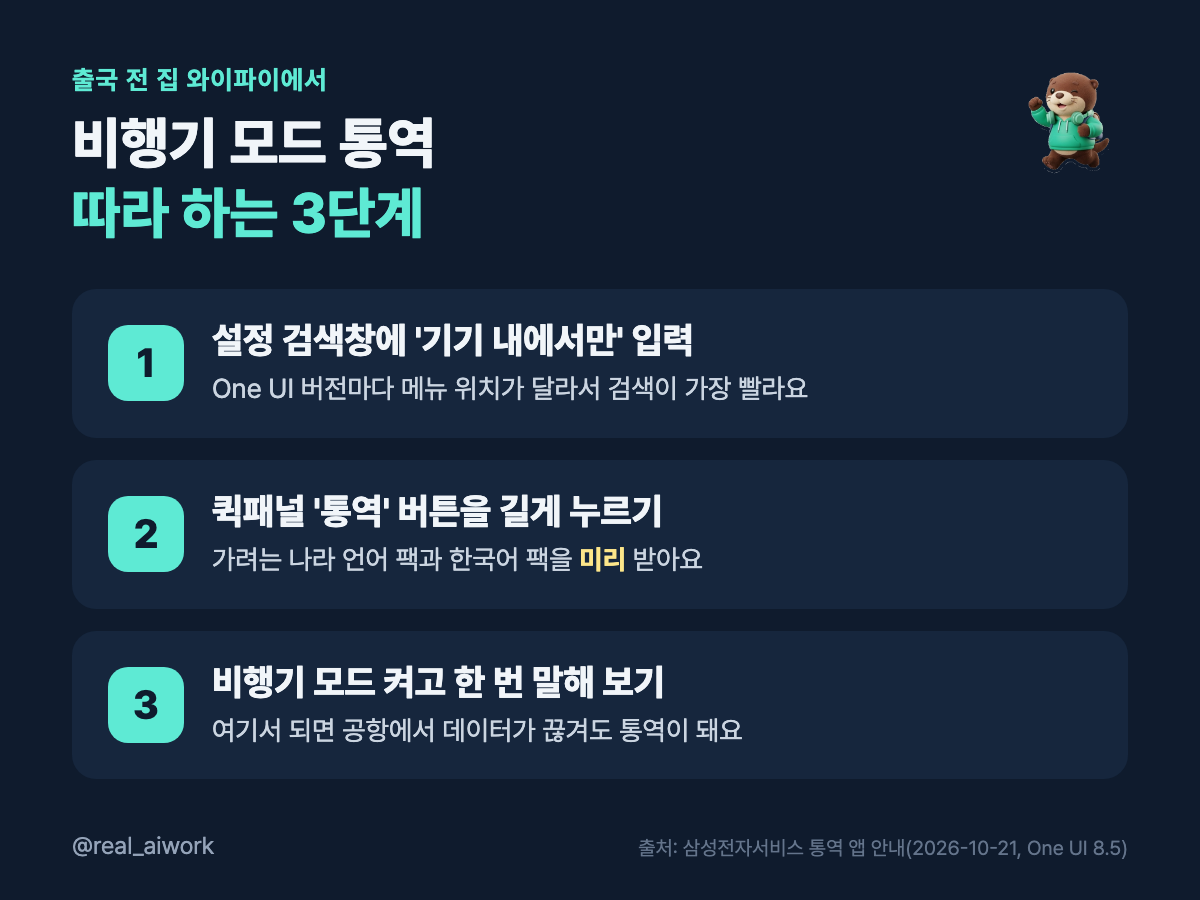 출국 전 집 와이파이에서
비행기 모드 통역
따라 하는 3단계
1
설정 검색창에 '기기 내에서만' 입력
One UI 버전마다 메뉴 위치가 달라서 검색이 가장 빨라요
2
퀵패널 '통역' 버튼을 길게 누르기
가려는 나라 언어 팩과 한국어 팩을 미리 받아요
3
비행기 모드 켜고 한 번 말해 보기
여기서 되면 공항에서 데이터가 끊겨도 통역이 돼요
@real_aiwork
출처: 삼성전자서비스 통역 앱 안내(2026-10-21, One UI 8.5)